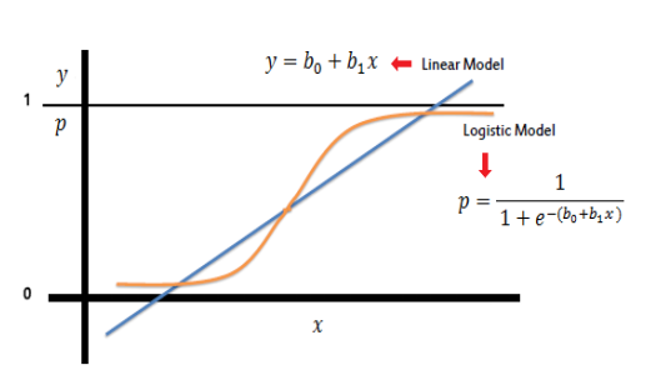 y = b₀ + b₁x
Linear Model
y
1
p
Logistic Model
p = 1 / (1 + e^−(b₀+b₁x))
0
x